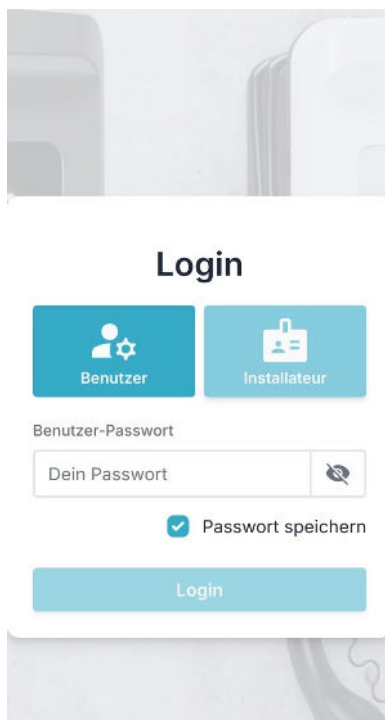 Login
Benutzer
Installateur
Benutzer-Passwort
Dein Passwort
Passwort speichern
Login